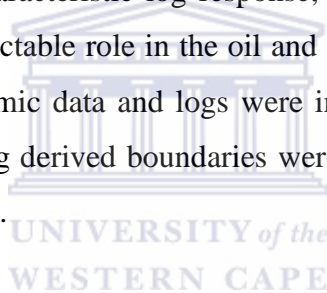 aracteristic log response,
ctable role in the oil and
mic data and logs were in
g derived boundaries were
.
UNIVERSITY of the
WESTERN CAPE